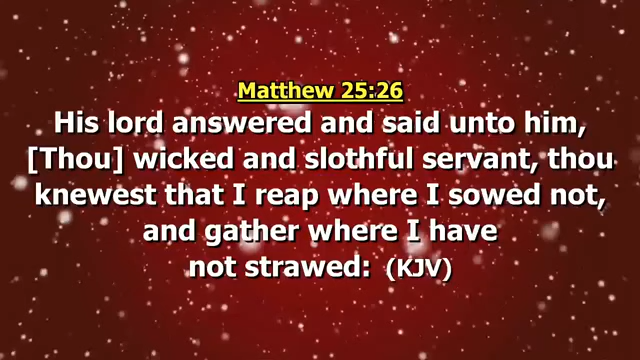 Matthew 25:26
His lord answered and said unto him,
[Thou] wicked and slothful servant, thou
knewest that I reap where I sowed not,
and gather where I have
not strawed: (KJV)